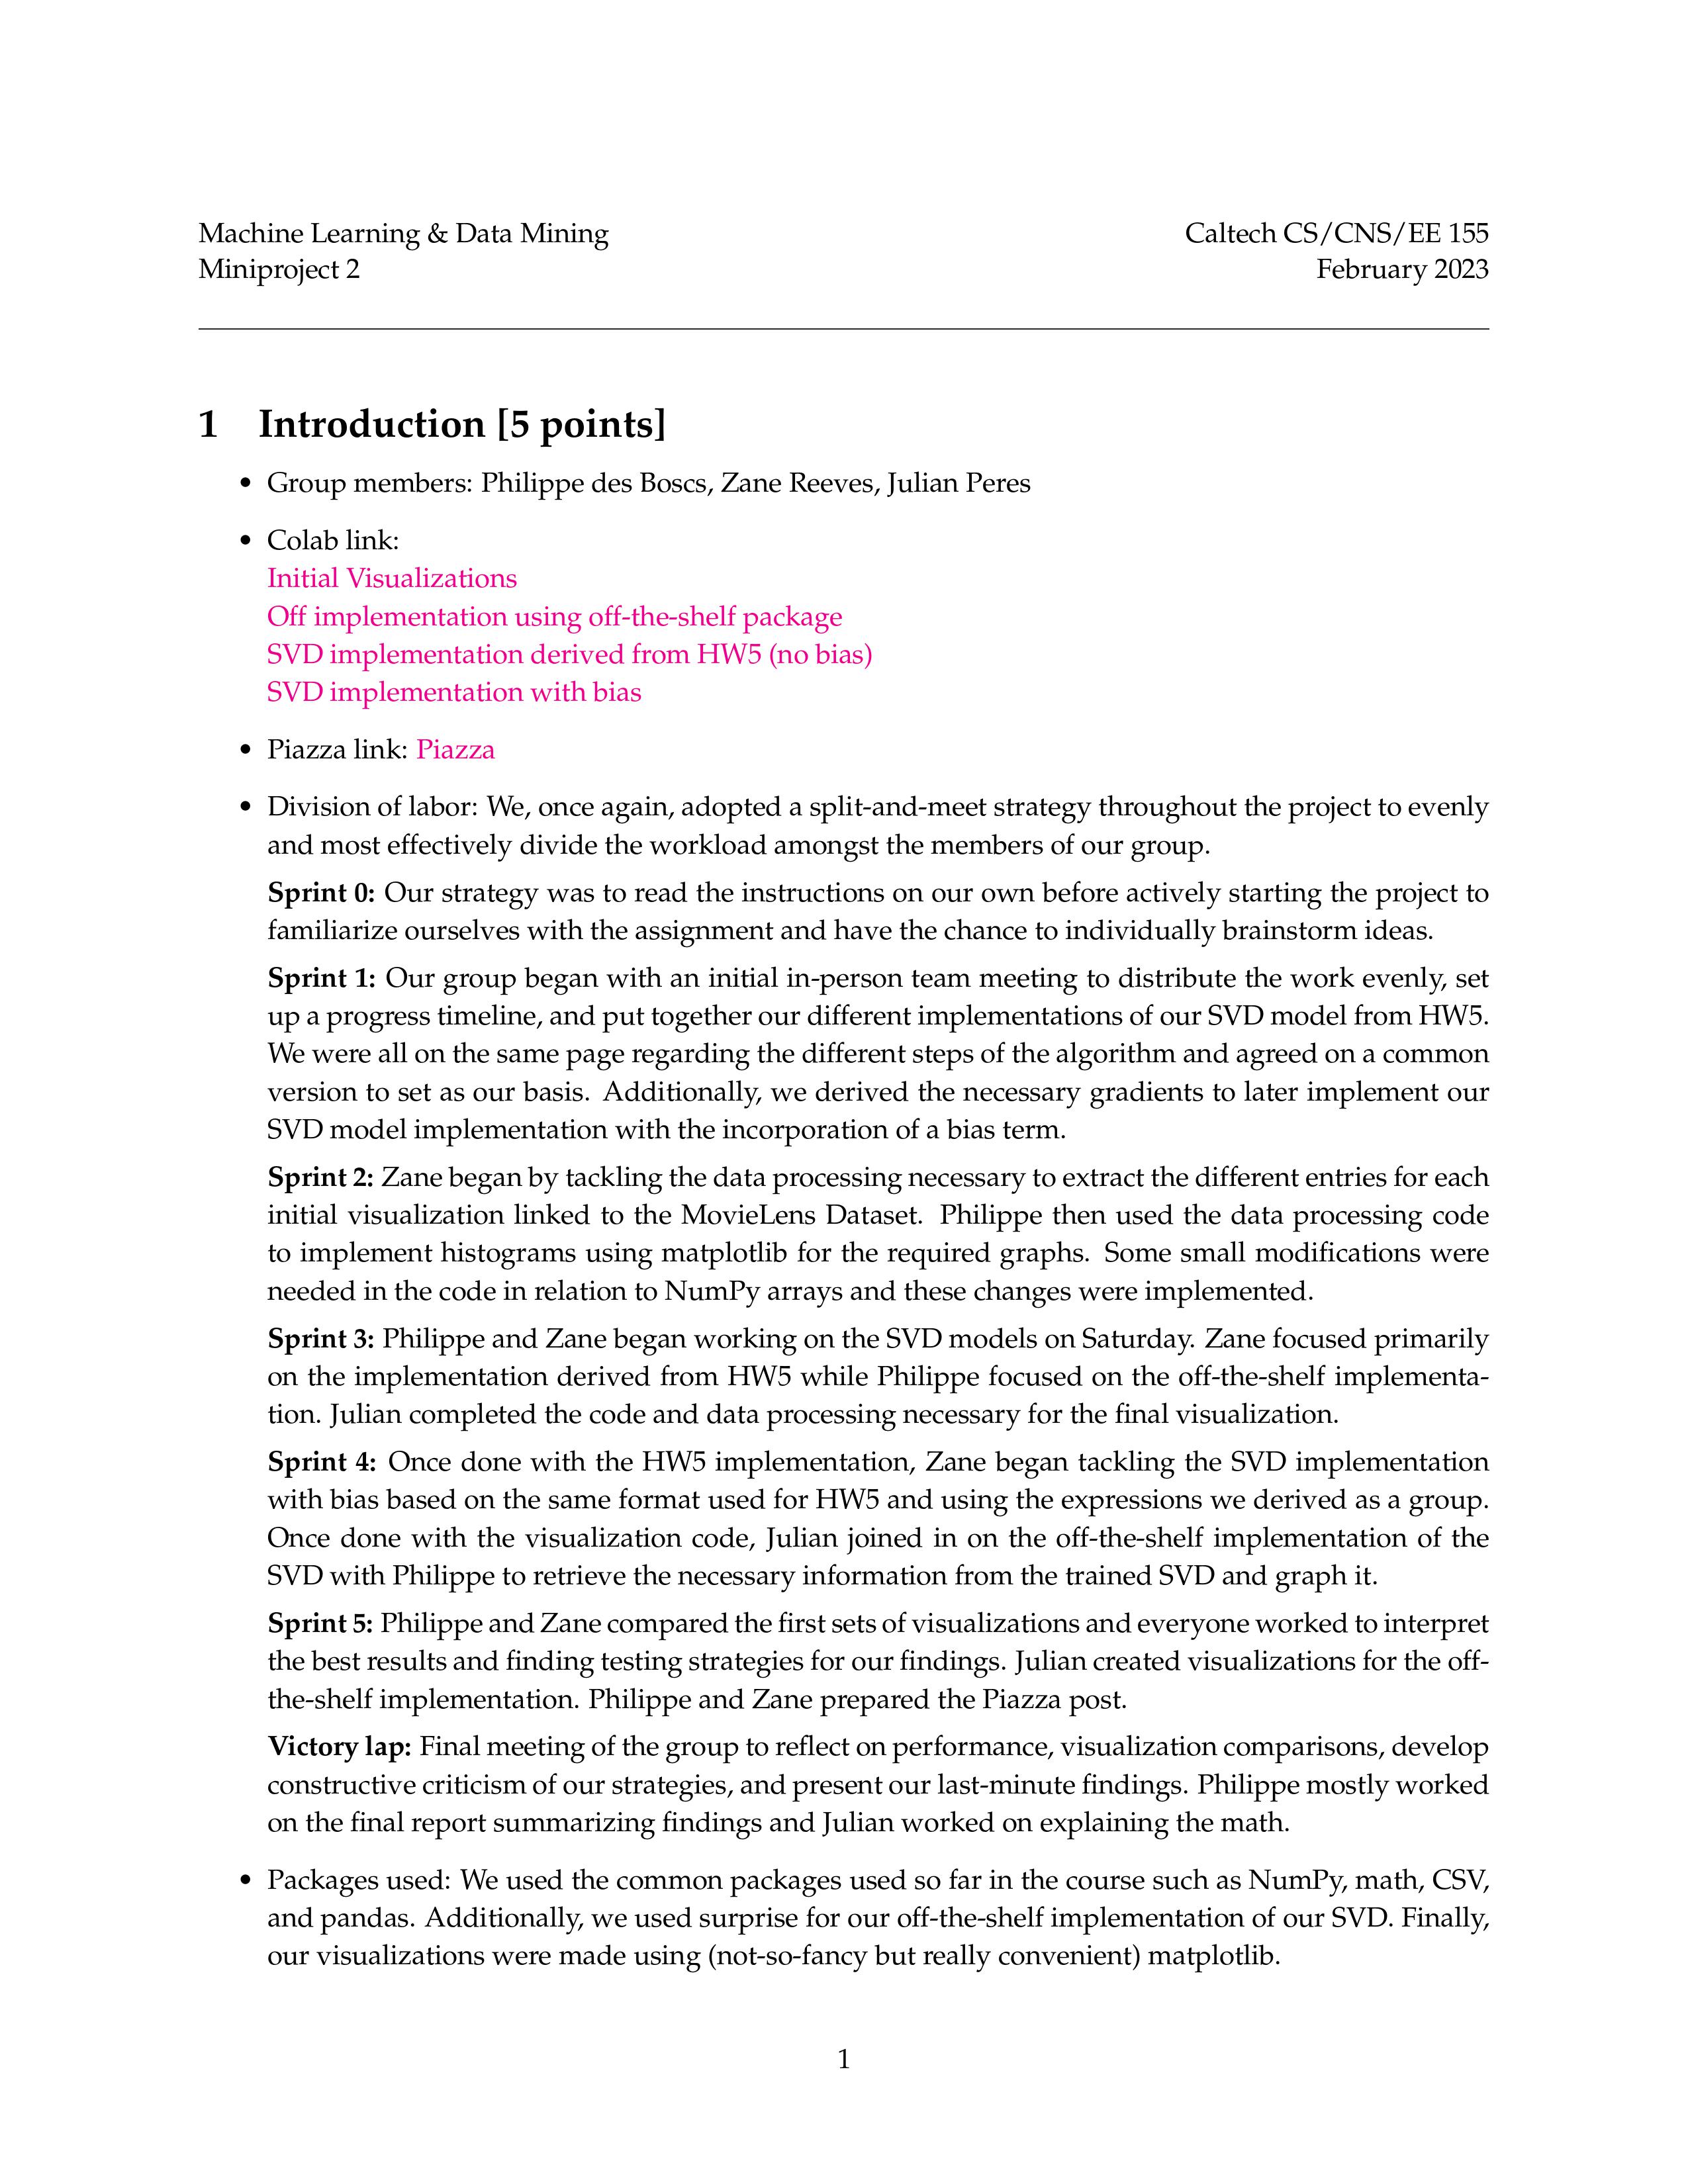 Machine Learning & Data Mining
Caltech CS/CNS/EE 155
Miniproject 2
February 2023
1 Introduction [5 points]
• Group members: Philippe des Boscs, Zane Reeves, Julian Peres
• Colab link:
Initial Visualizations
Off implementation using off-the-shelf package
SVD implementation derived from HW5 (no bias)
SVD implementation with bias
• Piazza link: Piazza
• Division of labor: We, once again, adopted a split-and-meet strategy throughout the project to evenly
and most effectively divide the workload amongst the members of our group.
Sprint 0: Our strategy was to read the instructions on our own before actively starting the project to
familiarize ourselves with the assignment and have the chance to individually brainstorm ideas.
Sprint 1: Our group began with an initial in-person team meeting to distribute the work evenly, set
up a progress timeline, and put together our different implementations of our SVD model from HW5.
We were all on the same page regarding the different steps of the algorithm and agreed on a common
version to set as our basis. Additionally, we derived the necessary gradients to later implement our
SVD model implementation with the incorporation of a bias term.
Sprint 2: Zane began by tackling the data processing necessary to extract the different entries for each
initial visualization linked to the MovieLens Dataset. Philippe then used the data processing code
to implement histograms using matplotlib for the required graphs. Some small modifications were
needed in the code in relation to NumPy arrays and these changes were implemented.
Sprint 3: Philippe and Zane began working on the SVD models on Saturday. Zane focused primarily
on the implementation derived from HW5 while Philippe focused on the off-the-shelf implementa-
tion. Julian completed the code and data processing necessary for the final visualization.
Sprint 4: Once done with the HW5 implementation, Zane began tackling the SVD implementation
with bias based on the same format used for HW5 and using the expressions we derived as a group.
Once done with the visualization code, Julian joined in on the off-the-shelf implementation of the
SVD with Philippe to retrieve the necessary information from the trained SVD and graph it.
Sprint 5: Philippe and Zane compared the first sets of visualizations and everyone worked to interpret
the best results and finding testing strategies for our findings. Julian created visualizations for the off-
the-shelf implementation. Philippe and Zane prepared the Piazza post.
Victory lap: Final meeting of the group to reflect on performance, visualization comparisons, develop
constructive criticism of our strategies, and present our last-minute findings. Philippe mostly worked
on the final report summarizing findings and Julian worked on explaining the math.
• Packages used: We used the common packages used so far in the course such as NumPy, math, CSV,
and pandas. Additionally, we used surprise for our off-the-shelf implementation of our SVD. Finally,
our visualizations were made using (not-so-fancy but really convenient) matplotlib.
1